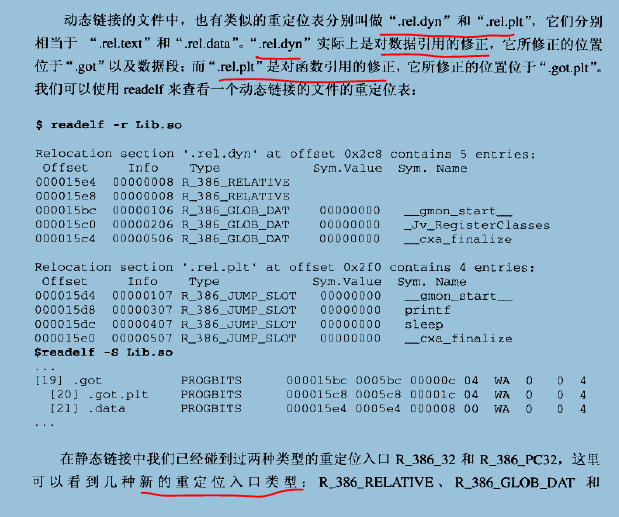 动态链接的文件中，也有类似的重定位表分别叫做 “.rel.dyn” 和 “.rel.plt”，它们分别
相当于 “.rel.text” 和 “.rel.data”。“.rel.dyn” 实际上是对数据引用的修正，它所修正的位置
位于 “.got” 以及数据段；而 “.rel.plt” 是对函数引用的修正，它所修正的位置位于 “.got.plt”。
我们可以使用 readelf 来查看一个动态链接的文件的重定位表：
$ readelf -r Lib.so
Relocation section '.rel.dyn' at offset 0x2c8 contains 5 entries:
Offset Info Type Sym.Value Sym. Name
000015e4 00000008 R_386_RELATIVE
000015e8 00000008 R_386_RELATIVE
000015bc 00000106 R_386_GLOB_DAT 00000000 __gmon_start__
000015c0 00000206 R_386_GLOB_DAT 00000000 _Jv_RegisterClasses
000015c4 00000506 R_386_GLOB_DAT 00000000 __cxa_finalize
Relocation section '.rel.plt' at offset 0x2f0 contains 4 entries:
Offset Info Type Sym.Value Sym. Name
000015d4 00000107 R_386_JUMP_SLOT 00000000 __gmon_start__
000015d8 00000307 R_386_JUMP_SLOT 00000000 printf
000015dc 00000407 R_386_JUMP_SLOT 00000000 sleep
000015e0 00000507 R_386_JUMP_SLOT 00000000 __cxa_finalize
$readelf -S Lib.so
...
[19] .got PROGBITS 000015bc 0005bc 00000c 04 WA 0 0 4
[20] .got.plt PROGBITS 000015c8 0005c8 00001c 04 WA 0 0 4
[21] .data PROGBITS 000015e4 0005e4 000008 00 WA 0 0 4
...
在静态链接中我们已经碰到过两种类型的重定位入口 R_386_32 和 R_386_PC32，这里
可以看到几种新的重定位入口类型：R_386_RELATIVE、R_386_GLOB_DAT 和